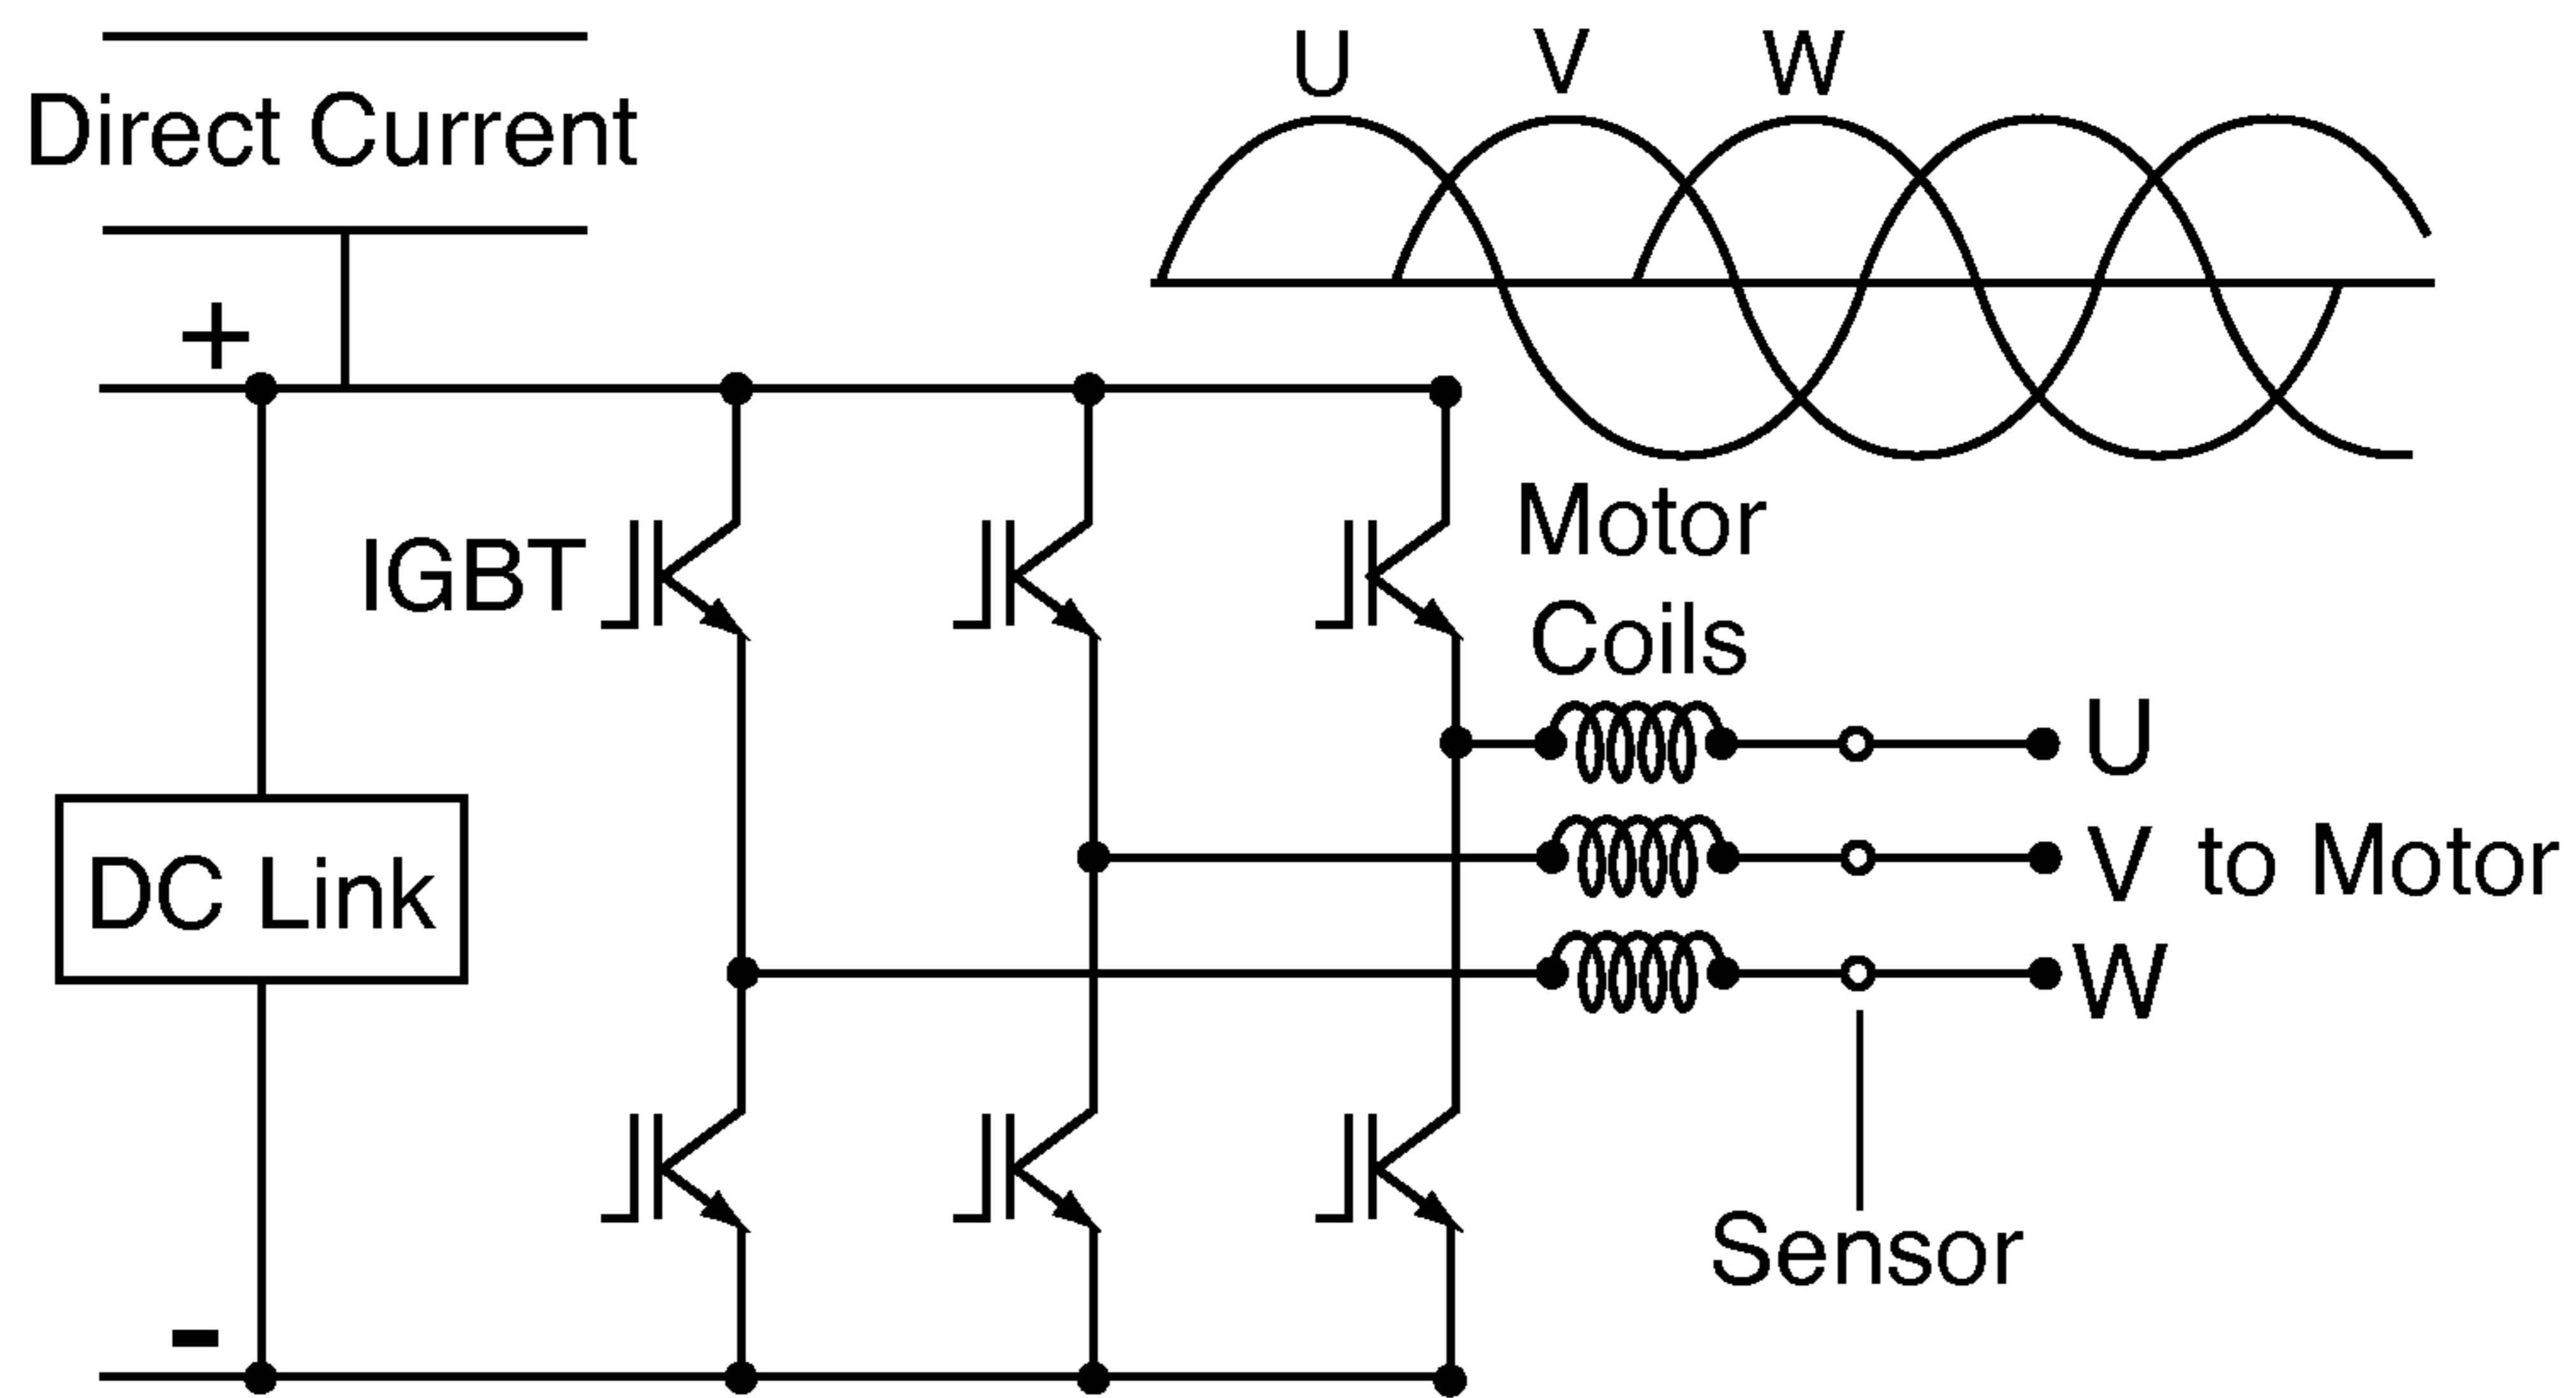 Direct Current
U V W
+
IGBT
Motor
Coils
DC Link
U
V to Motor
W
Sensor
-